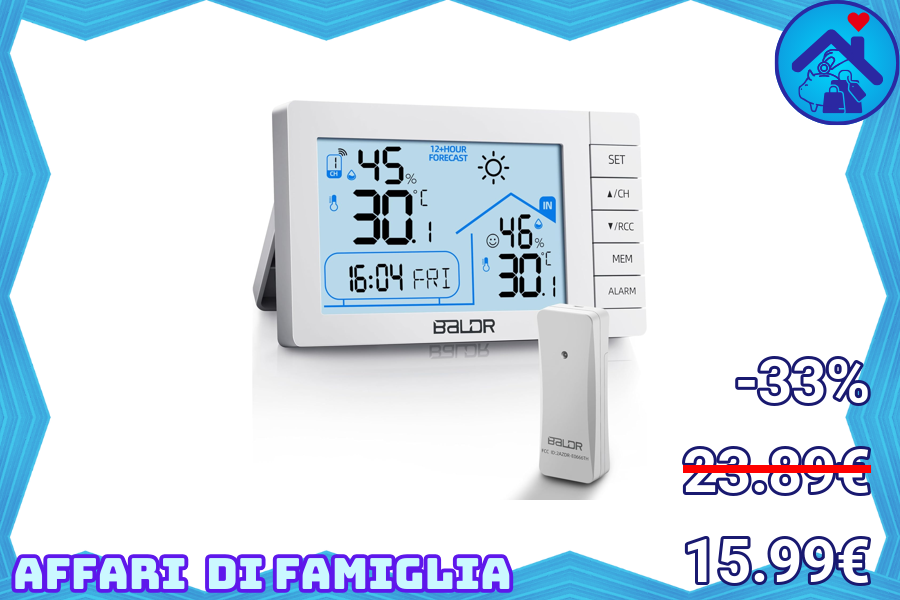 12+HOUR
FORECAST
1
CH
45%
30.1°C
IN
46%
30.1°C
16:04 FRI
BALDR
SET
▲/CH
▼/RCC
MEM
ALARM
BALDR
-33%
23.89€
15.99€
AFFARI DI FAMIGLIA